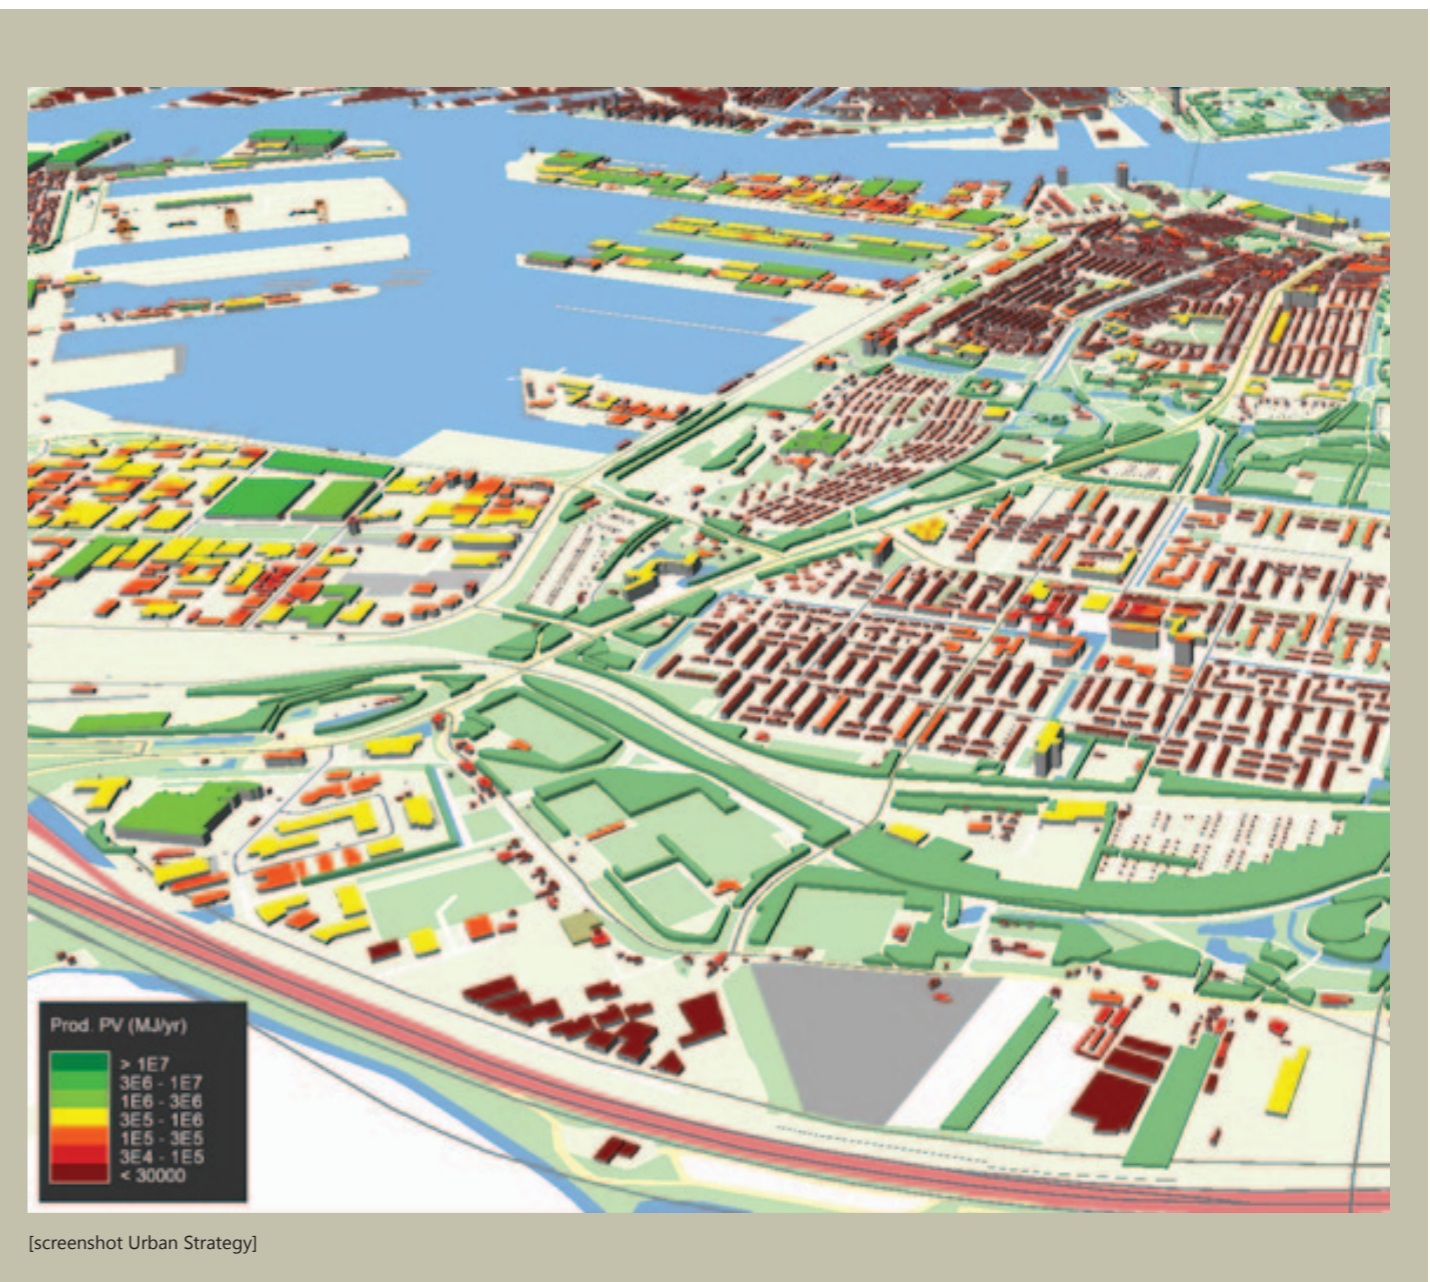 Prod. PV (MJ/yr)
> 1E7
3E6 - 1E7
1E6 - 3E6
3E5 - 1E6
1E5 - 3E5
3E4 - 1E5
< 30000
[screenshot Urban Strategy]